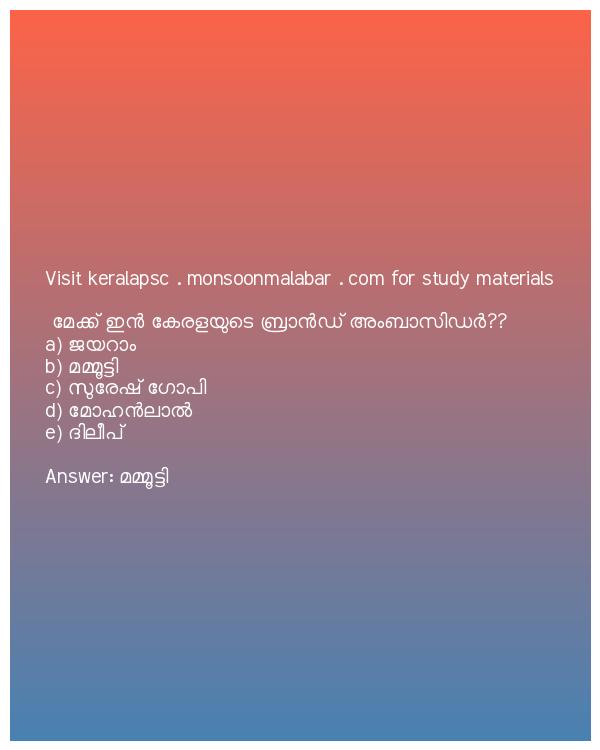 Visit keralapsc . monsoonmalabar . com for study materials
മേക്ക് ഇൻ കേരളയുടെ ബ്രാൻഡ് അംബാസിഡർ??
a) ജയറാം
b) മമ്മൂട്ടി
c) സുരേഷ് ഗോപി
d) മോഹൻലാൽ
e) ദിലീപ്
Answer: മമ്മൂട്ടി